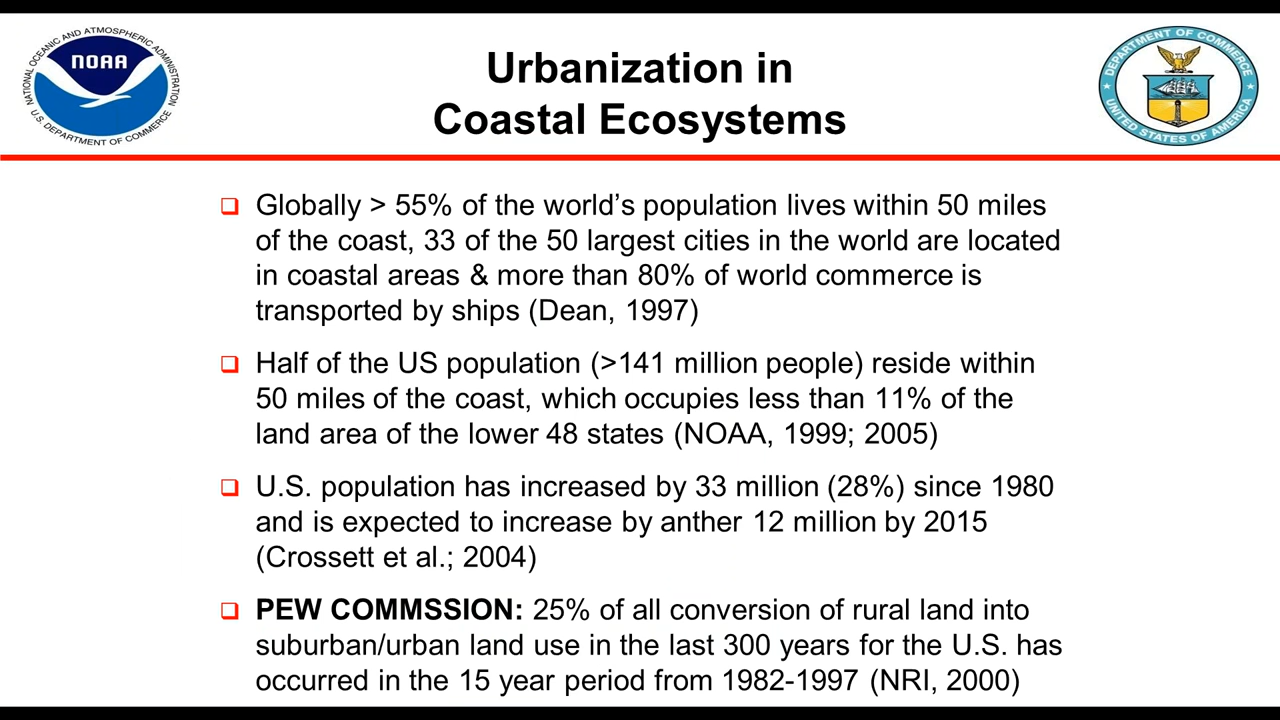 NATIONAL OCEANIC AND ATMOSPHERIC ADMINISTRATION
NOAA
U.S. DEPARTMENT OF COMMERCE
Urbanization in
Coastal Ecosystems
DEPARTMENT OF COMMERCE
UNITED STATES OF AMERICA
Globally > 55% of the world’s population lives within 50 miles
of the coast, 33 of the 50 largest cities in the world are located
in coastal areas & more than 80% of world commerce is
transported by ships (Dean, 1997)
Half of the US population (>141 million people) reside within
50 miles of the coast, which occupies less than 11% of the
land area of the lower 48 states (NOAA, 1999; 2005)
U.S. population has increased by 33 million (28%) since 1980
and is expected to increase by anther 12 million by 2015
(Crossett et al.; 2004)
PEW COMMSSION: 25% of all conversion of rural land into
suburban/urban land use in the last 300 years for the U.S. has
occurred in the 15 year period from 1982-1997 (NRI, 2000)